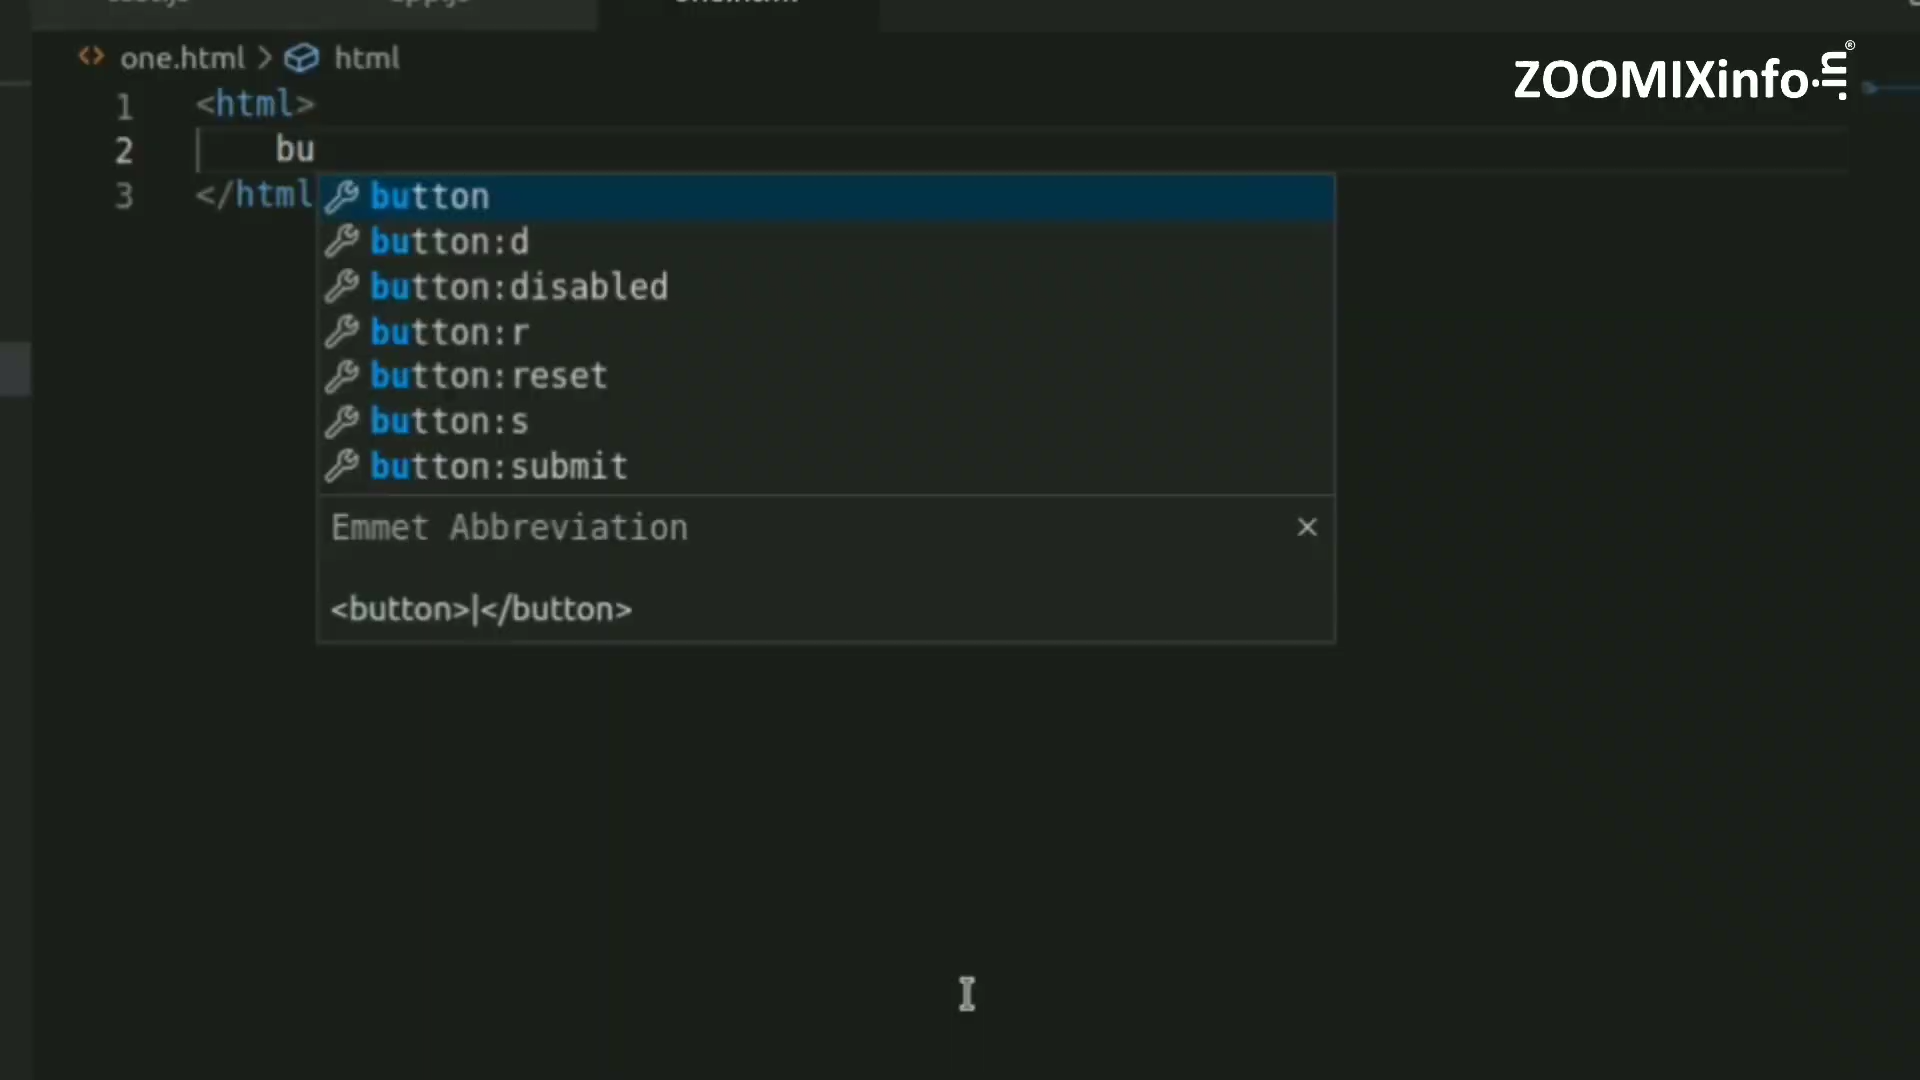 one.html > html
ZOOMIXinfo.in®
1 <html>
2 bu
3 </html
button
button:d
button:disabled
button:r
button:reset
button:s
button:submit
Emmet Abbreviation ×
<button>|</button>